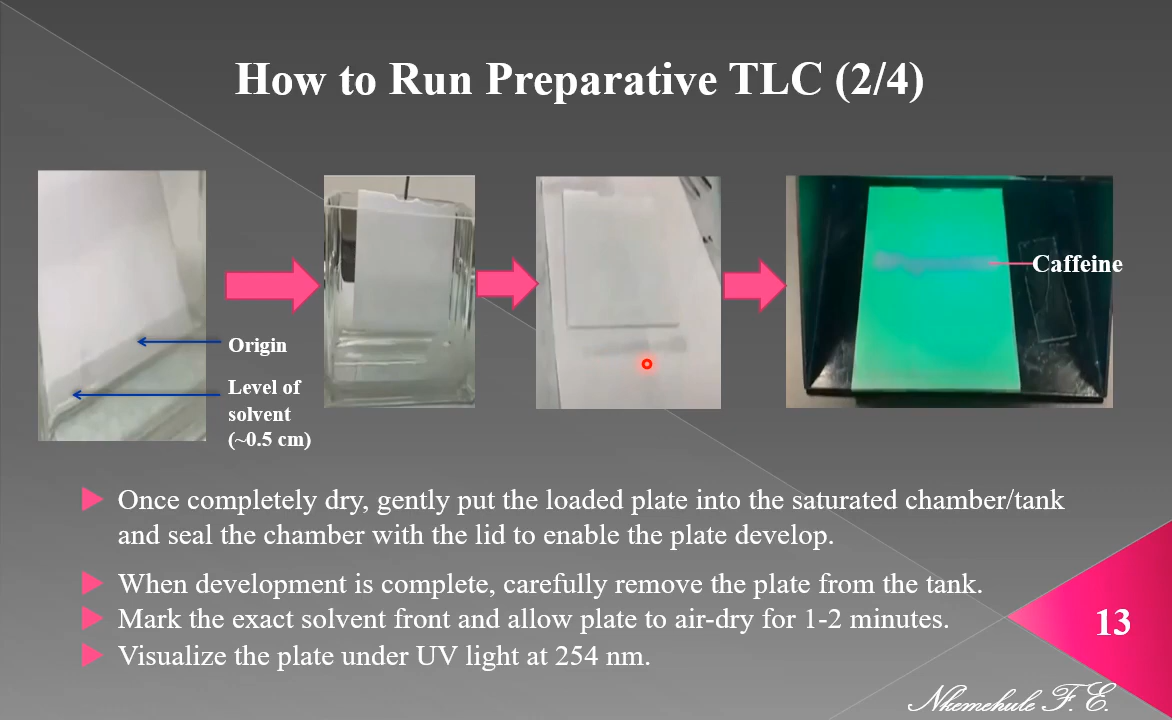 How to Run Preparative TLC (2/4)
Origin
Level of
solvent
(~0.5 cm)
Caffeine
Once completely dry, gently put the loaded plate into the saturated chamber/tank
and seal the chamber with the lid to enable the plate develop.
When development is complete, carefully remove the plate from the tank.
Mark the exact solvent front and allow plate to air-dry for 1-2 minutes.
Visualize the plate under UV light at 254 nm.
13
Nkemehule F. E.